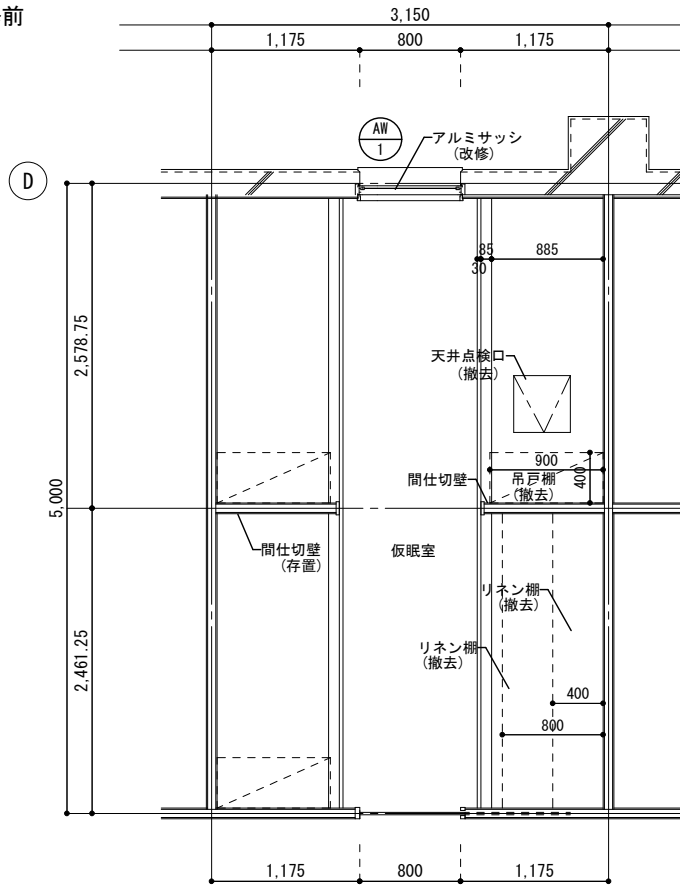 前
3,150
1,175
800
1,175
AW
1
アルミサッシ
(改修)
D
85
885
30
2,578.75
天井点検口
(撤去)
900
400
間仕切壁
吊戸棚
(撤去)
5,000
間仕切壁
(存置)
仮眠室
リネン棚
(撤去)
リネン棚
(撤去)
2,461.25
400
800
1,175
800
1,175